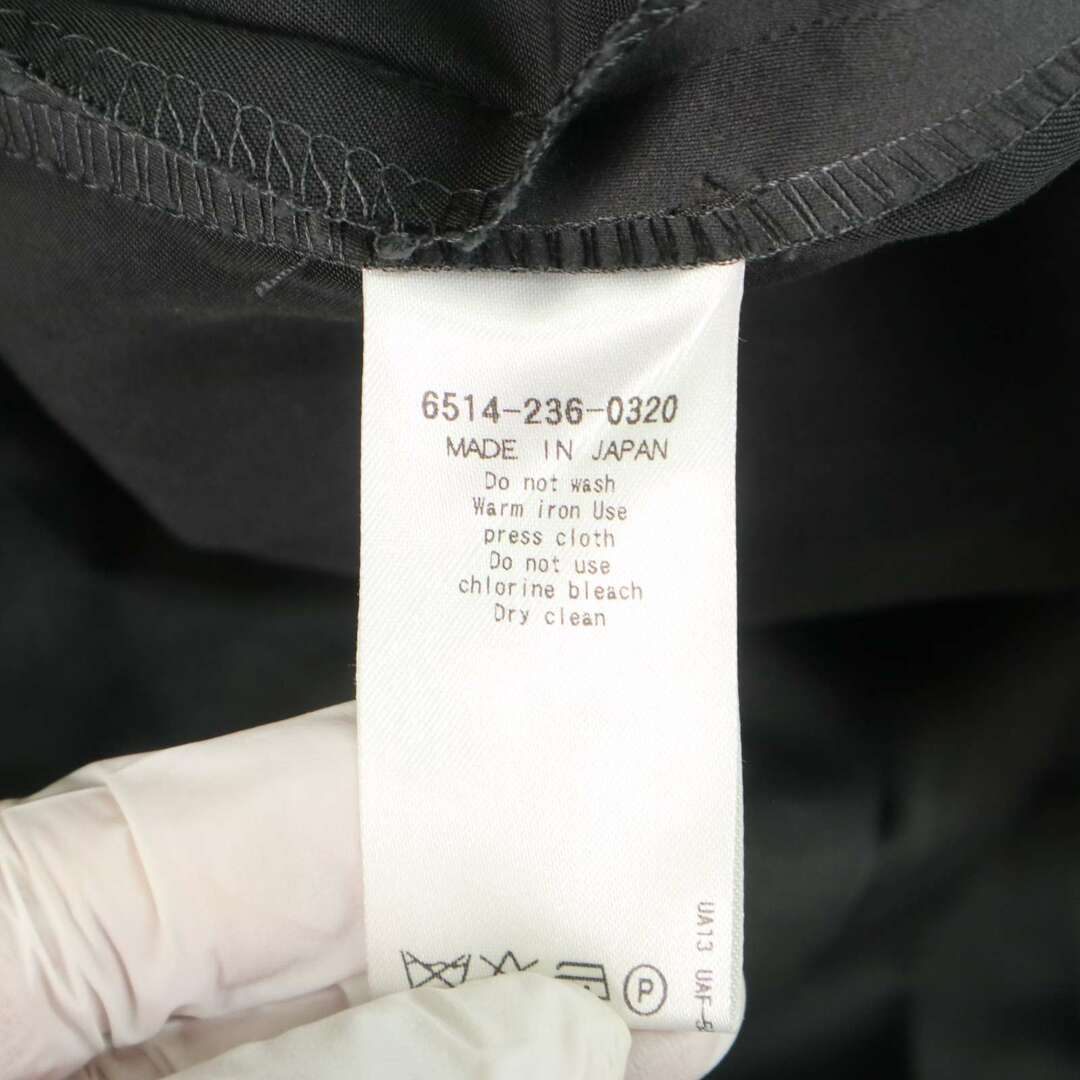 6514-236-0320
MADE IN JAPAN
Do not wash
Warm iron Use
press cloth
Do not use
chlorine bleach
Dry clean
P
UA13 UAF-